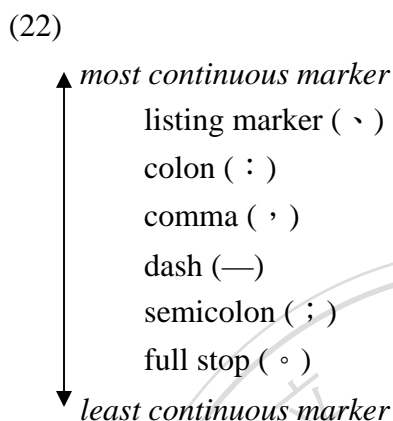 (22)
most continuous marker
listing marker (、)
colon (：)
comma (，)
dash (—)
semicolon (；)
full stop (。)
least continuous marker